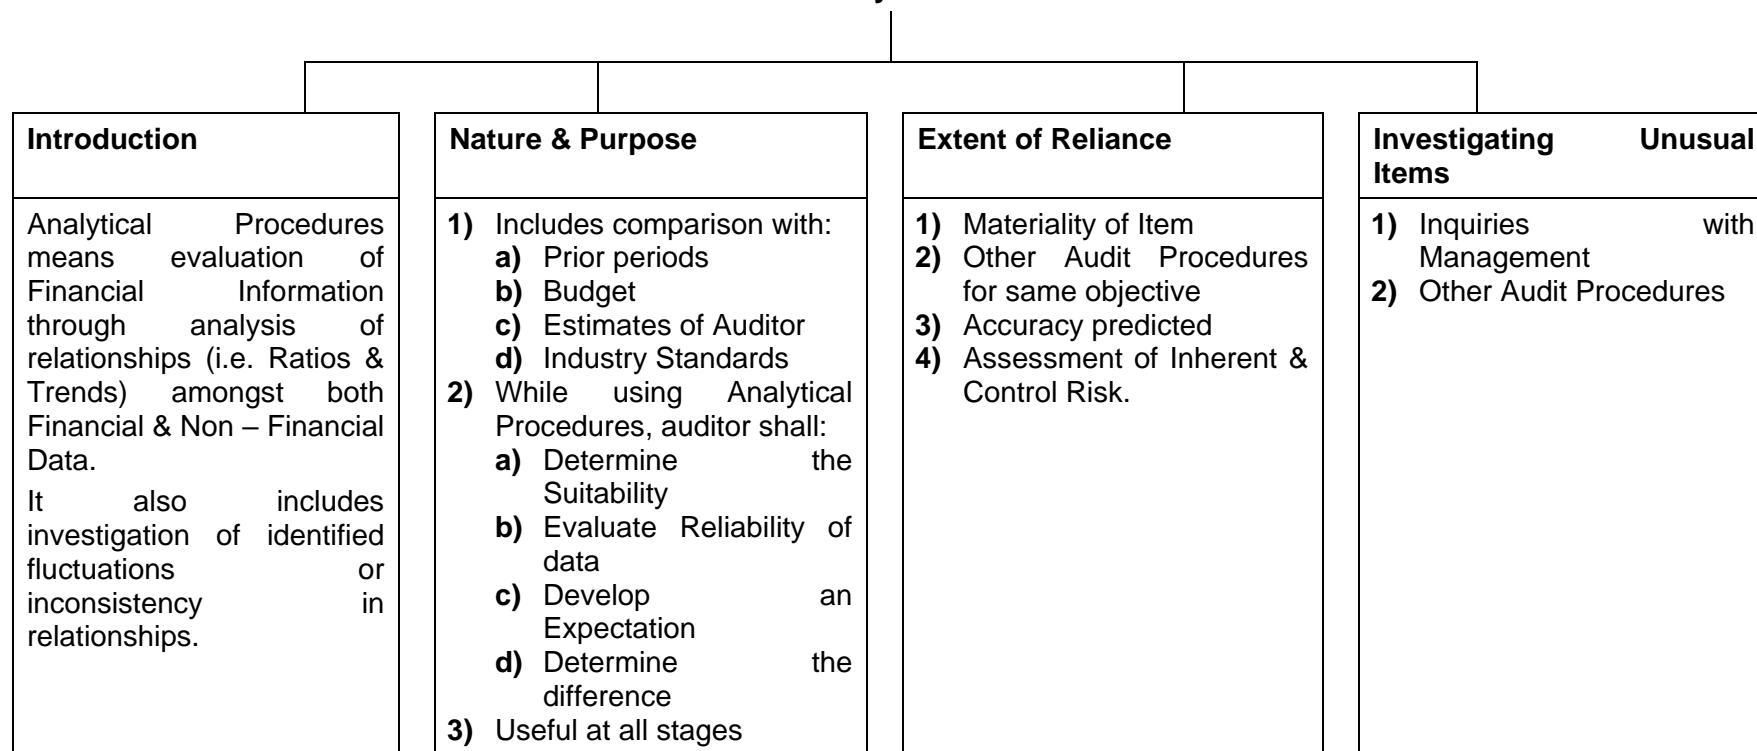 Introduction
Analytical Procedures
means evaluation of
Financial Information
through analysis of
relationships (i.e. Ratios &
Trends) amongst both
Financial & Non – Financial
Data.
It also includes
investigation of identified
fluctuations or
inconsistency in
relationships.
Nature & Purpose
1) Includes comparison with:
a) Prior periods
b) Budget
c) Estimates of Auditor
d) Industry Standards
2) While using Analytical
Procedures, auditor shall:
a) Determine the
Suitability
b) Evaluate Reliability of
data
c) Develop an
Expectation
d) Determine the
difference
3) Useful at all stages
Extent of Reliance
1) Materiality of Item
2) Other Audit Procedures
for same objective
3) Accuracy predicted
4) Assessment of Inherent &
Control Risk.
Investigating Unusual
Items
1) Inquiries with
Management
2) Other Audit Procedures